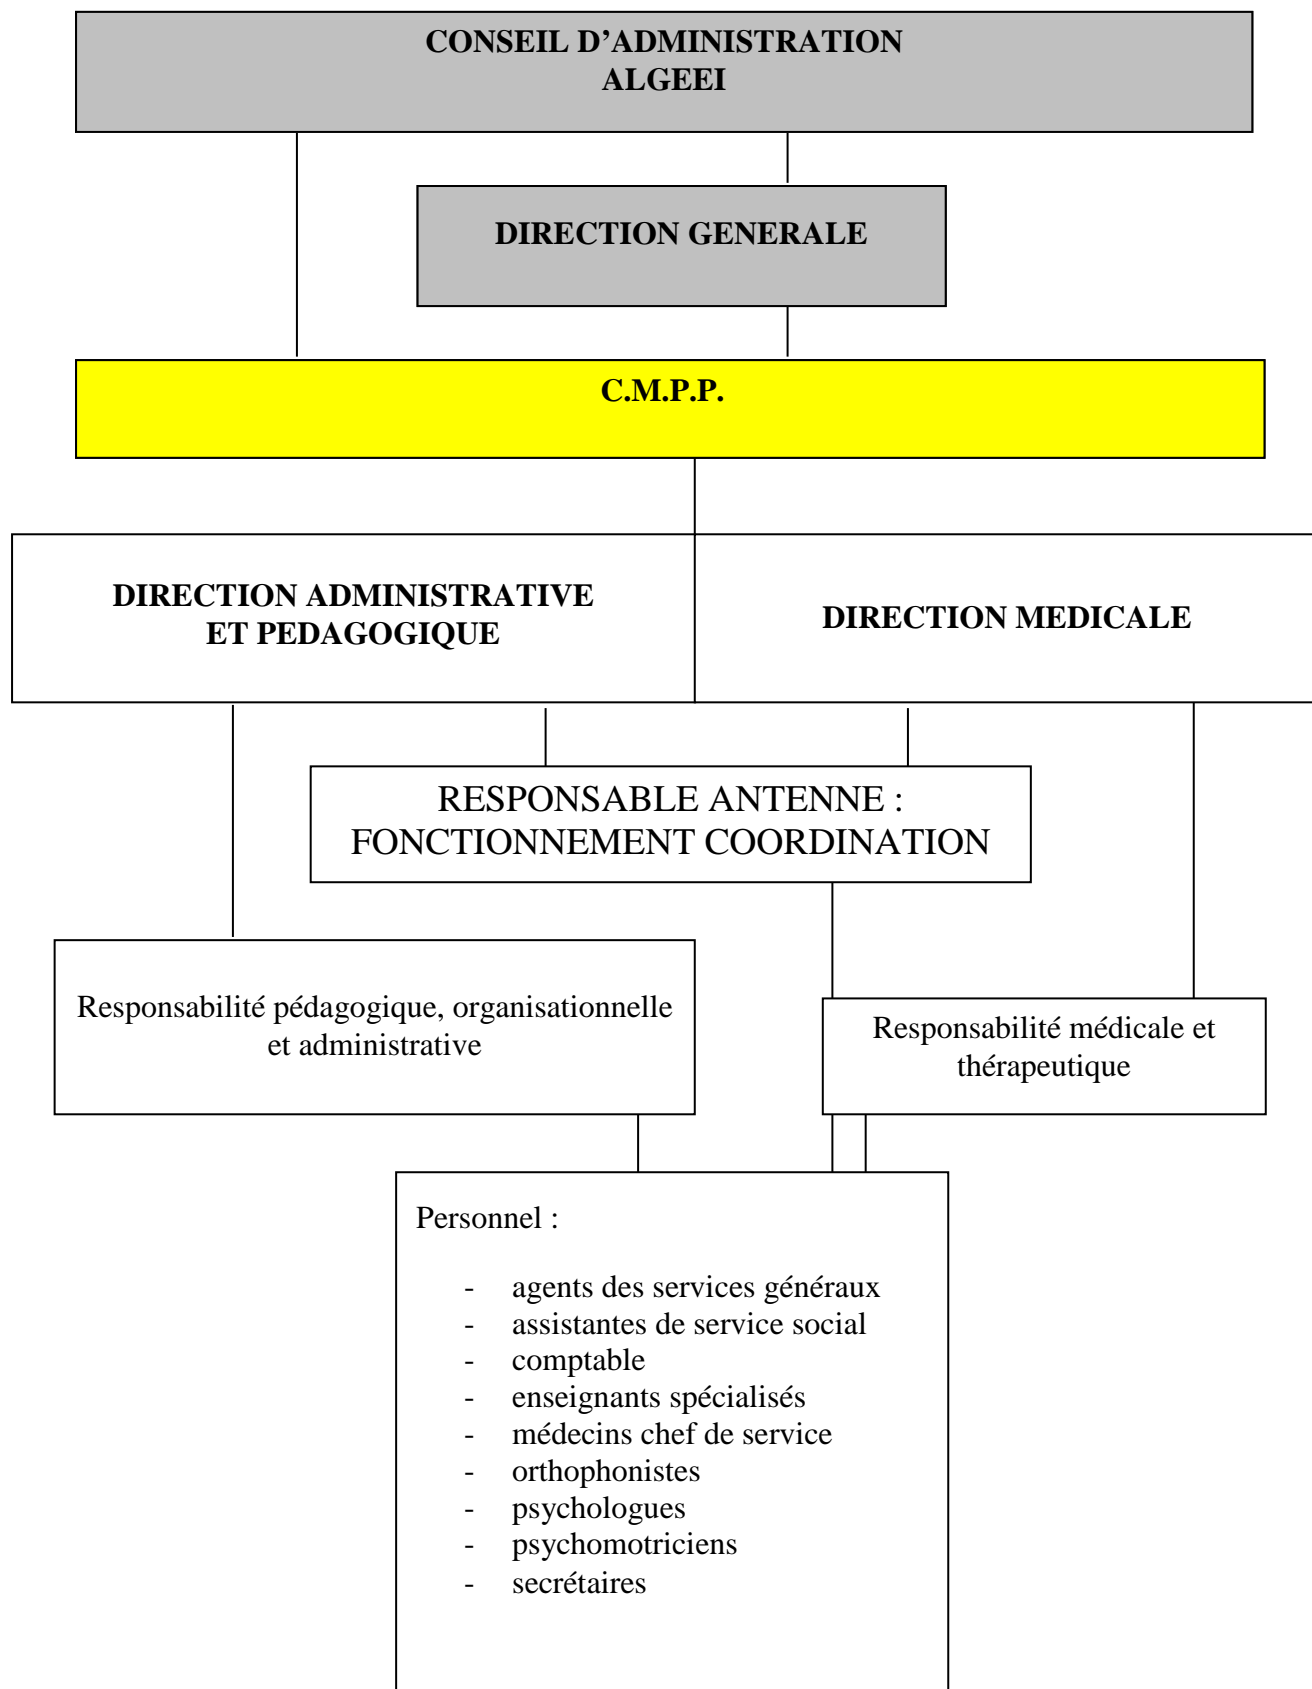 CONSEIL D'ADMINISTRATION
ALGEEI
DIRECTION GENERALE
C.M.P.P.
DIRECTION ADMINISTRATIVE
ET PEDAGOGIQUE
DIRECTION MEDICALE
RESPONSABLE ANTENNE :
FONCTIONNEMENT COORDINATION
Responsabilité pédagogique, organisationnelle
et administrative
Responsabilité médicale et
thérapeutique
Personnel :
- agents des services généraux
- assistantes de service social
- comptable
- enseignants spécialisés
- médecins chef de service
- orthophonistes
- psychologues
- psychomotriciens
- secrétaires